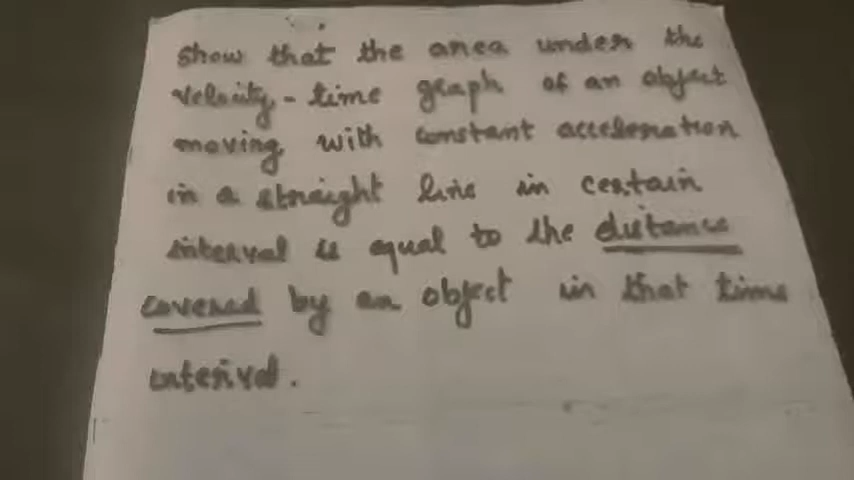 show that the area under the
velocity-time graph of an object
moving with constant acceleration
in a straight line in certain
interval is equal to the distance
covered by an object in that time
interval.